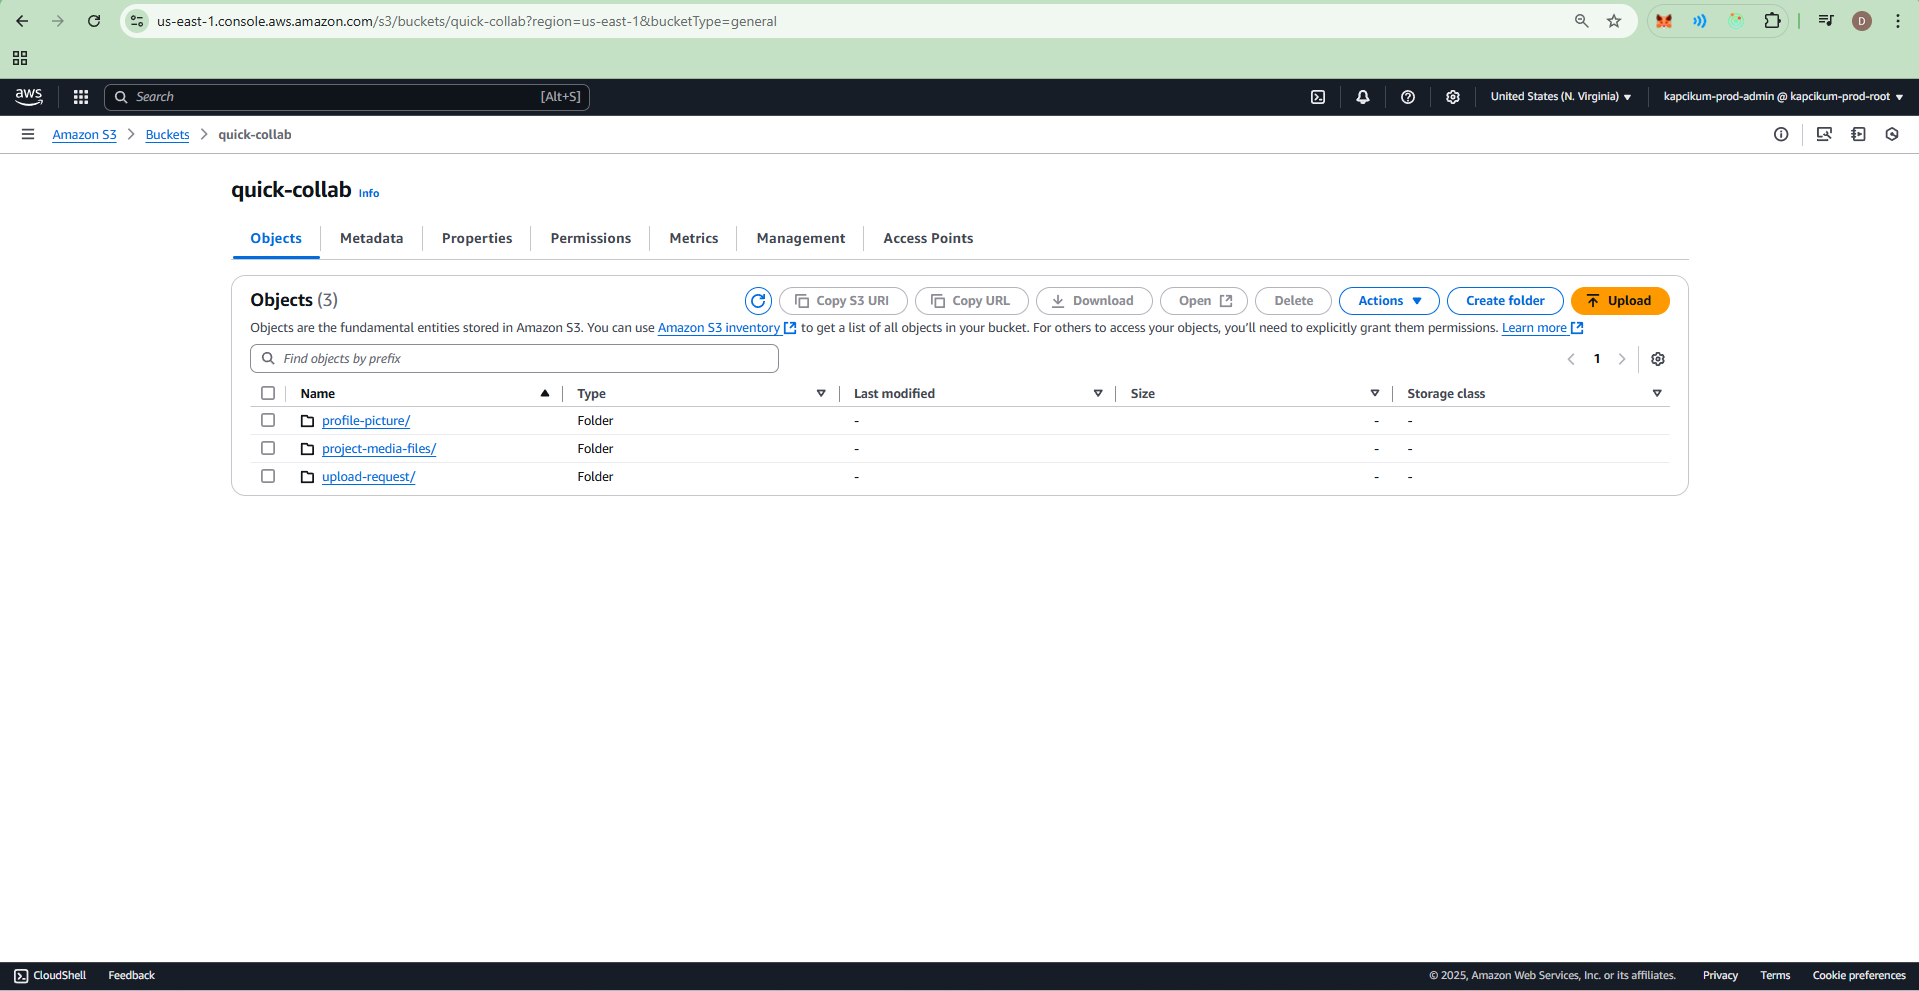 us-east-1.console.aws.amazon.com/s3/buckets/quick-collab?region=us-east-1&bucketType=general
D
aws
Search
[Alt+S]
United States (N. Virginia)
kapcikum-prod-admin @ kapcikum-prod-root
Amazon S3
Buckets
quick-collab
quick-collab Info
Objects
Metadata
Properties
Permissions
Metrics
Management
Access Points
Objects (3)
Copy S3 URI
Copy URL
Download
Open
Delete
Actions
Create folder
Upload
Objects are the fundamental entities stored in Amazon S3. You can use Amazon S3 inventory to get a list of all objects in your bucket. For others to access your objects, you'll need to explicitly grant them permissions. Learn more
Find objects by prefix
1
Name Type Last modified Size Storage class
profile-picture/ Folder - - -
project-media-files/ Folder - - -
upload-request/ Folder - - -
CloudShell
Feedback
© 2025, Amazon Web Services, Inc. or its affiliates.
Privacy
Terms
Cookie preferences